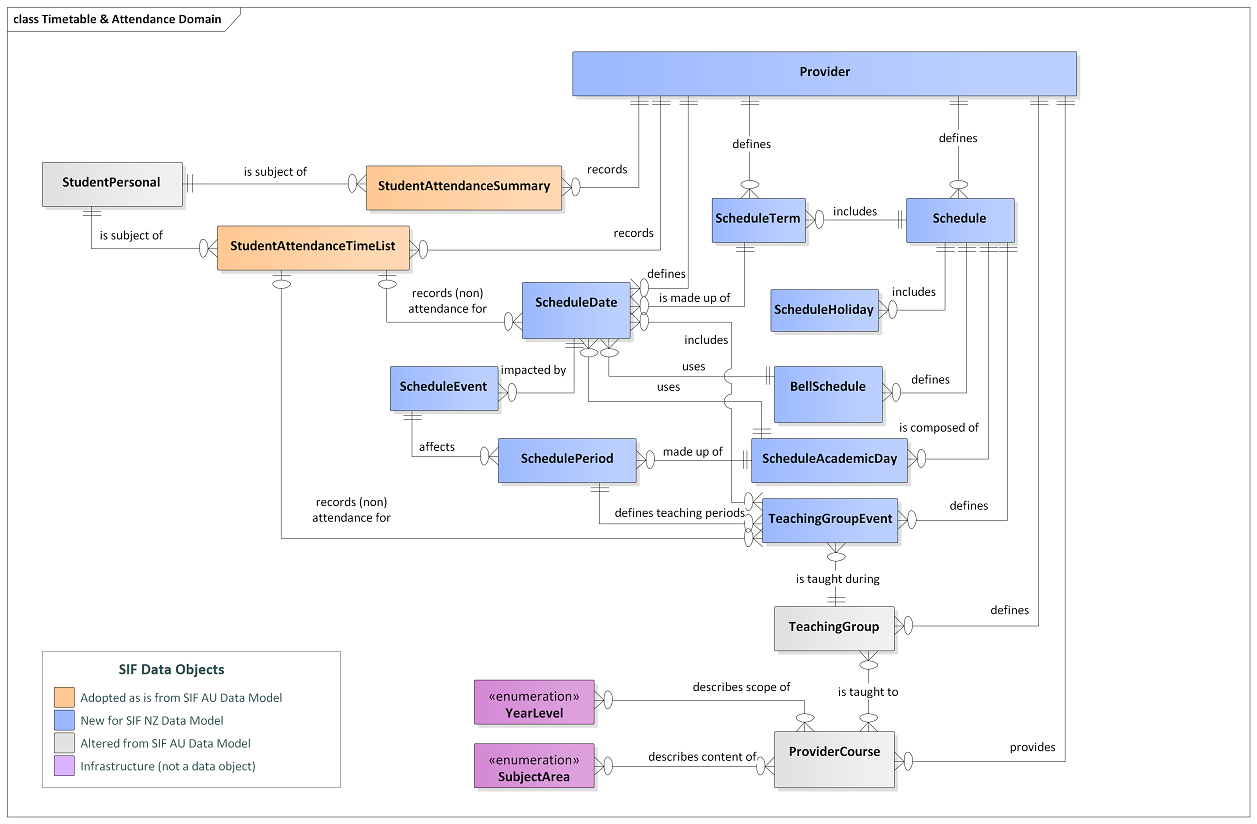 class Timetable & Attendance Domain
Provider
defines
defines
records
is subject of
StudentPersonal
StudentAttendanceSummary
ScheduleTerm
includes
Schedule
is subject of
StudentAttendanceTimeList
records
defines
records (non)
attendance for
ScheduleDate
is made up of
ScheduleHoliday
includes
includes
impacted by
uses
ScheduleEvent
uses
BellSchedule
defines
is composed of
affects
SchedulePeriod
made up of
ScheduleAcademicDay
records (non)
attendance for
defines teaching periods
TeachingGroupEvent
defines
is taught during
TeachingGroup
defines
SIF Data Objects
Adopted as is from SIF AU Data Model
New for SIF NZ Data Model
Altered from SIF AU Data Model
Infrastructure (not a data object)
«enumeration»
YearLevel
describes scope of
is taught to
«enumeration»
SubjectArea
describes content of
ProviderCourse
provides